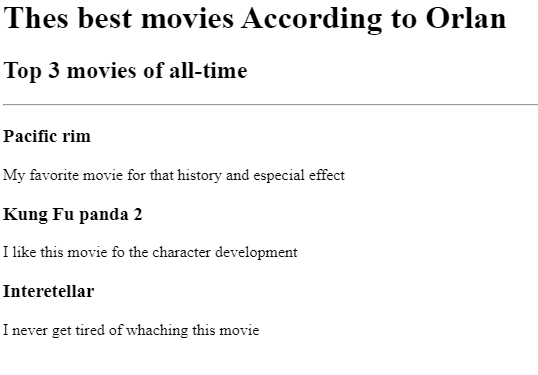 Thes best movies According to Orlan
Top 3 movies of all-time
Pacific rim
My favorite movie for that history and especial effect
Kung Fu panda 2
I like this movie fo the character development
Interetellar
I never get tired of whaching this movie